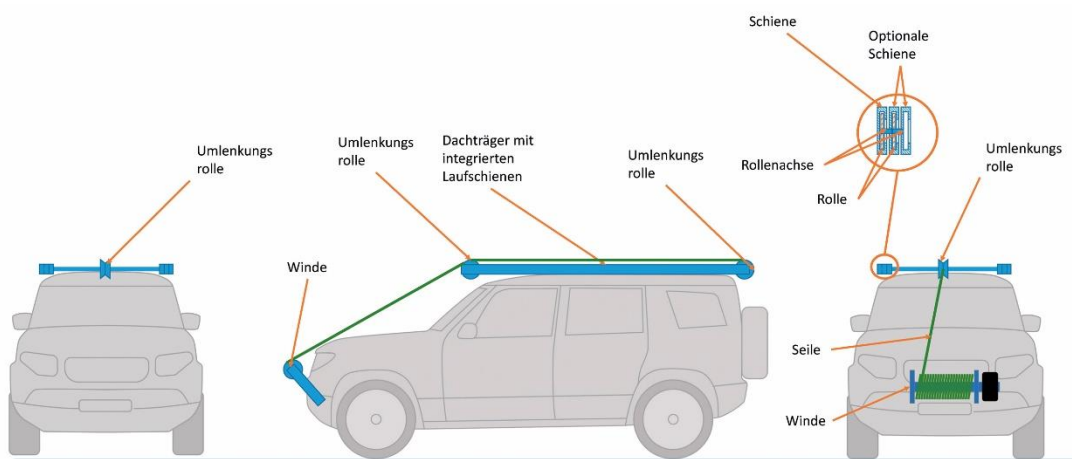 Schiene
Optionale
Schiene
Umlenkungs
rolle
Umlenkungs
rolle
Dachträger mit
integrierten
Laufschienen
Umlenkungs
rolle
Rollenachse
Umlenkungs
rolle
Rolle
Winde
Seile
Winde